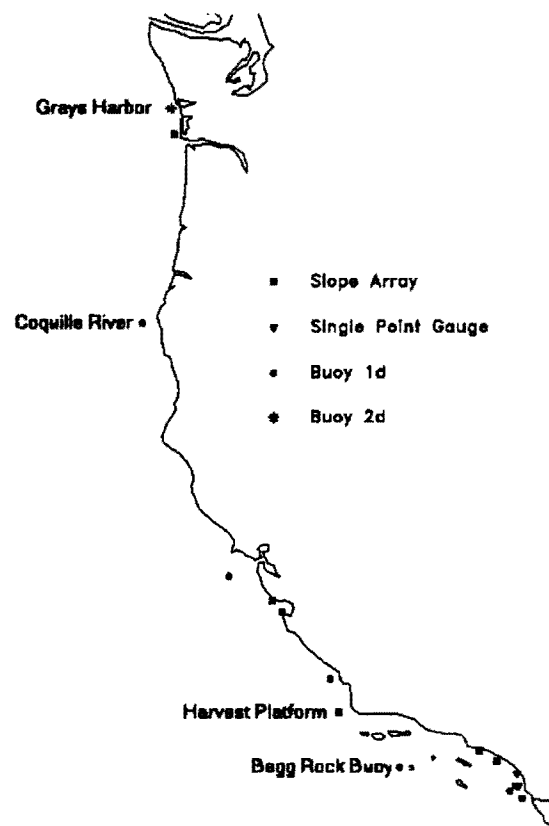 Grays Harbor
Slope Array
Single Point Gauge
Coquille River
Buoy 1d
Buoy 2d
Harvest Platform
Begg Rock Buoy